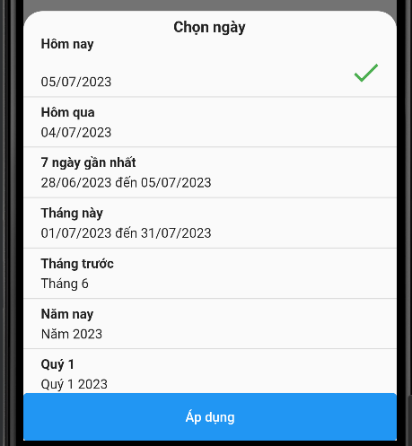 Chọn ngày
Hôm nay
05/07/2023
Hôm qua
04/07/2023
7 ngày gần nhất
28/06/2023 đến 05/07/2023
Tháng này
01/07/2023 đến 31/07/2023
Tháng trước
Tháng 6
Năm nay
Năm 2023
Quý 1
Quý 1 2023
Áp dụng